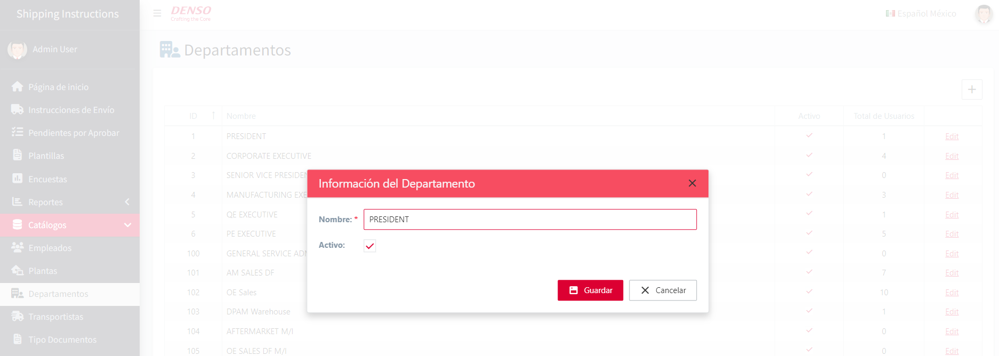 Shipping Instructions
DENSO
Crafting the Core
Español México
Admin User
Departamentos
Página de inicio
Instrucciones de Envío
Pendientes por Aprobar
Plantillas
Encuestas
Reportes
Catálogos
Empleados
Plantas
Departamentos
Transportistas
Tipo Documentos
ID ↑ Nombre Activo Total de Usuarios
1 PRESIDENT 1 Edit
2 CORPORATE EXECUTIVE 4 Edit
3 SENIOR VICE PRESIDEN 0 Edit
4 MANUFACTURING EXE 3 Edit
5 QE EXECUTIVE 1 Edit
6 PE EXECUTIVE 5 Edit
100 GENERAL SERVICE ADM 0 Edit
101 AM SALES DF 7 Edit
102 OE Sales 10 Edit
103 DPAM Warehouse 1 Edit
104 AFTERMARKET M/I 0 Edit
105 OE SALES DF M/I 0 Edit
Información del Departamento
Nombre: * PRESIDENT
Activo:
Guardar
Cancelar